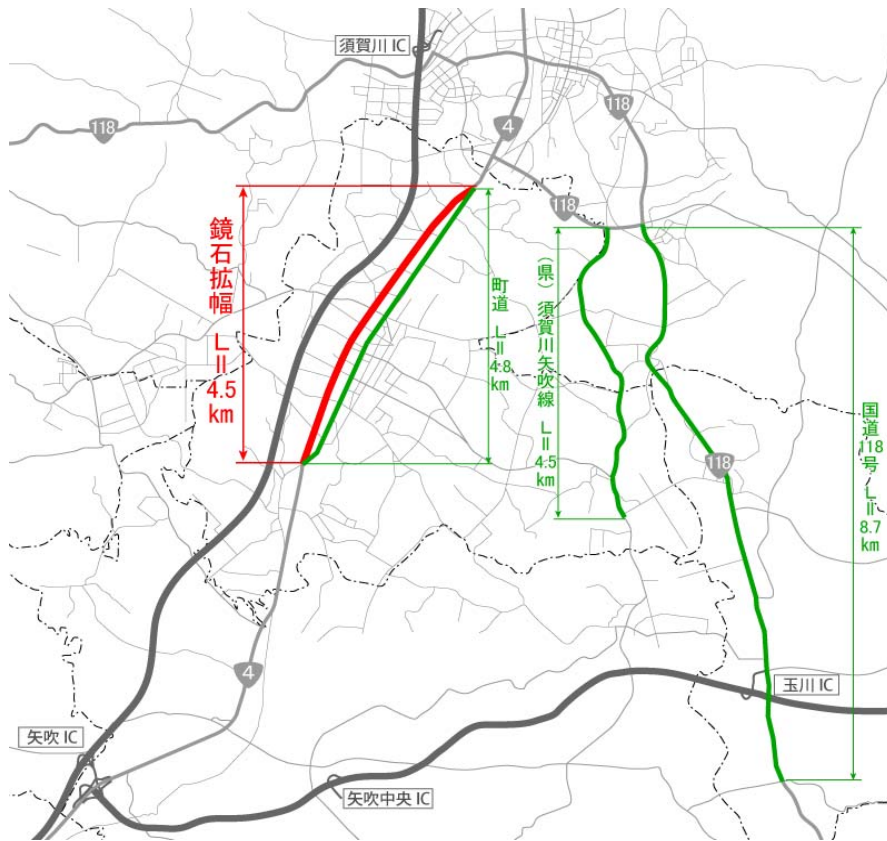 須賀川 IC
118
4
118
118
鏡石拡幅 L=4.5km
町道 L=4.8km
(県)須賀川矢吹線 L=4.5km
国道118号 L=8.7km
118
4
玉川 IC
矢吹 IC
矢吹中央 IC